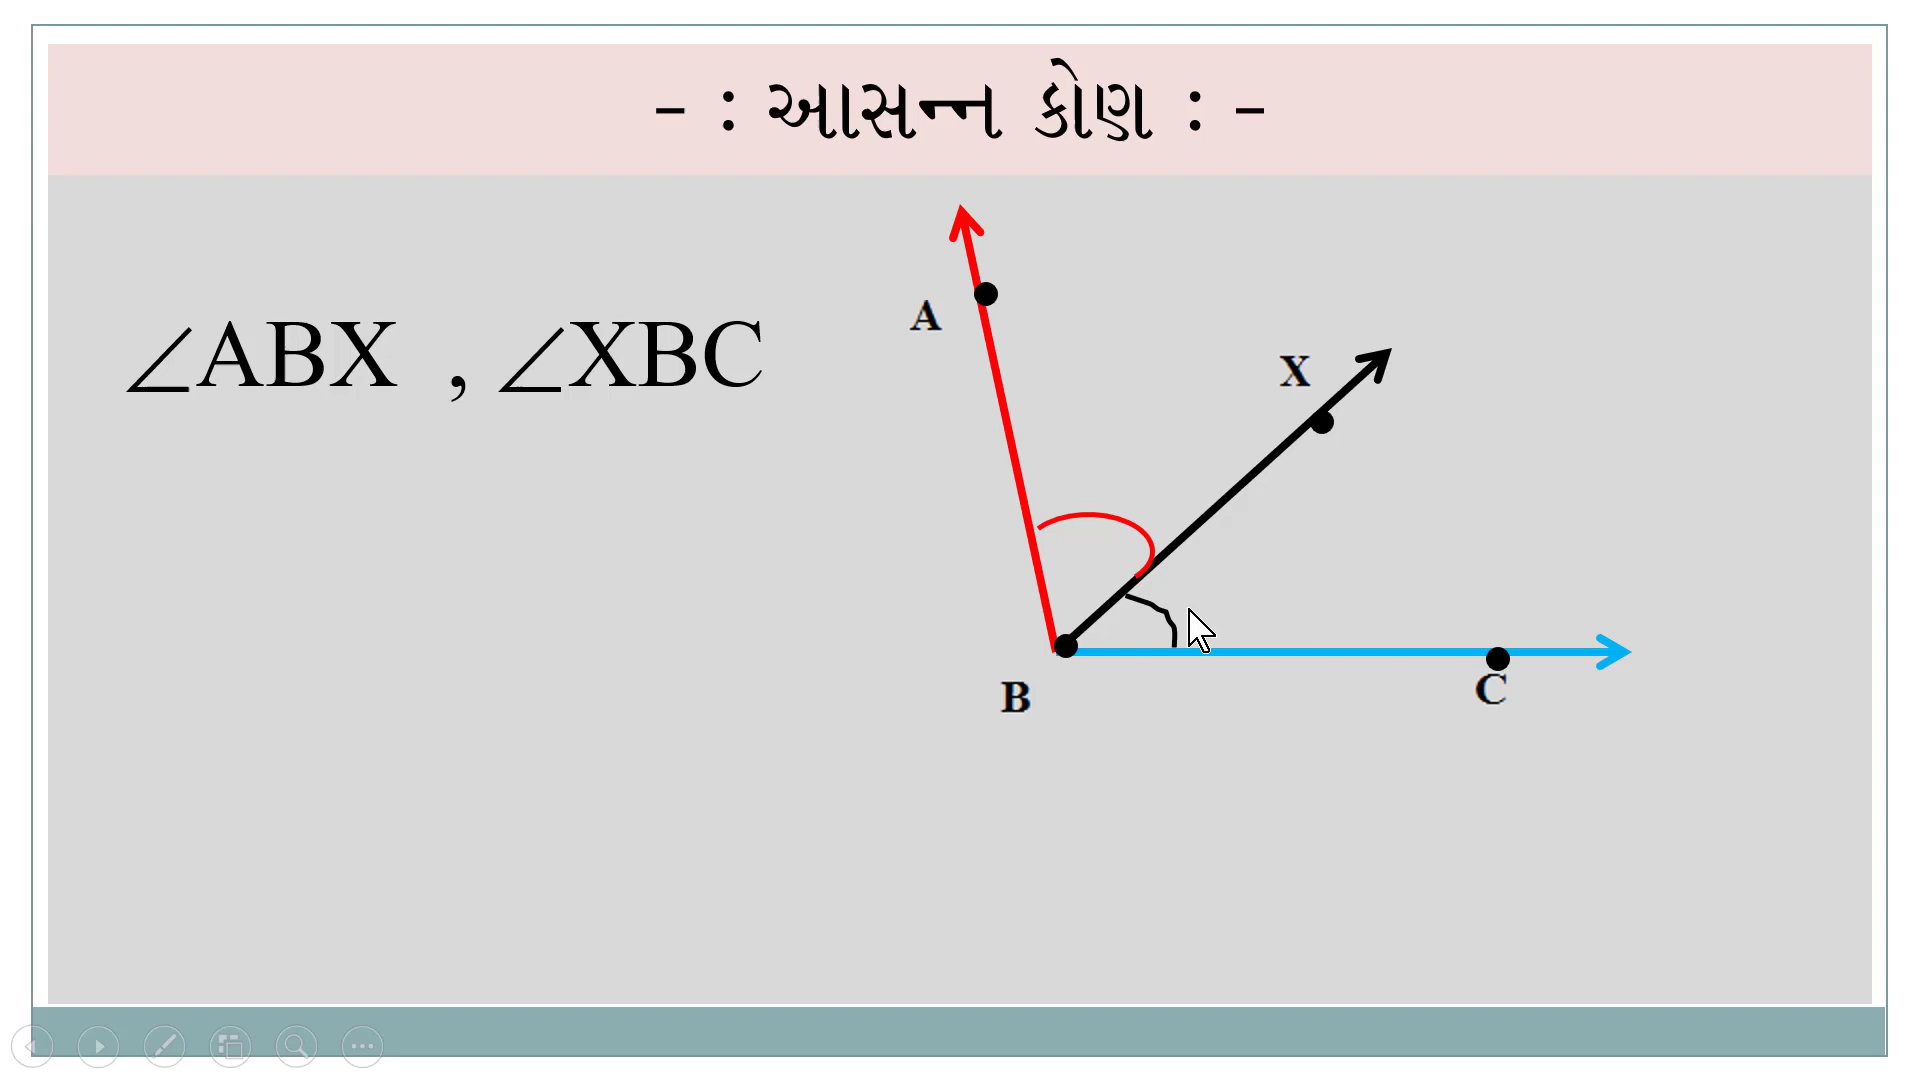 - : આસન્ન કોણ : -
∠ABX , ∠XBC
A
X
B
C